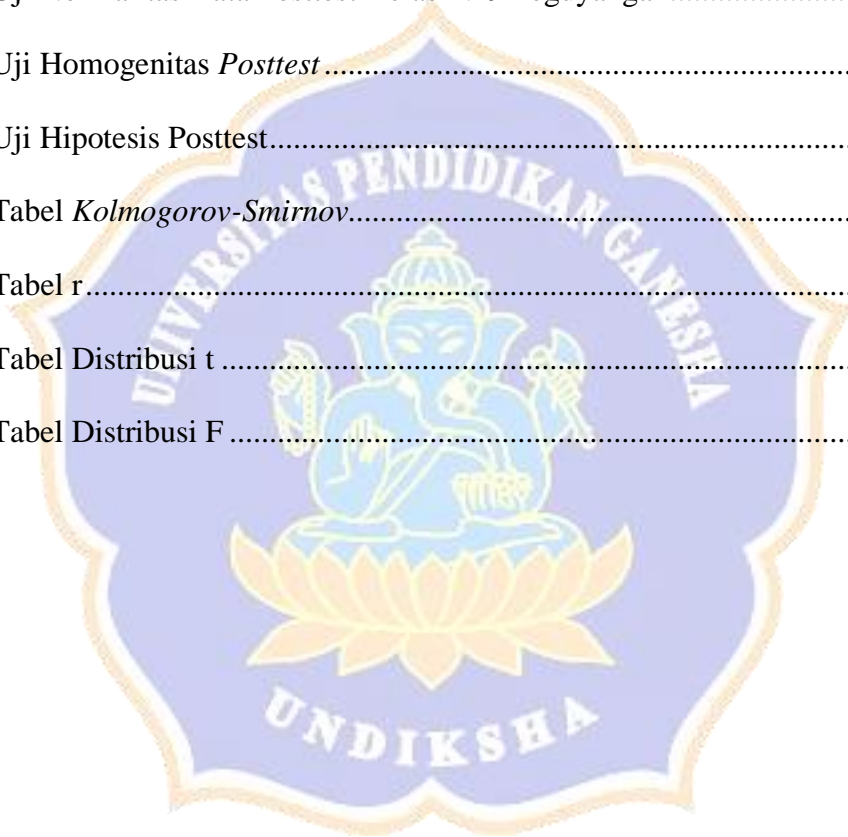 Uji Homogenitas Posttest ........................................................................
Uji Hipotesis Posttest........................................................................
Tabel Kolmogorov-Smirnov........................................................................
Tabel r........................................................................
Tabel Distribusi t ........................................................................
Tabel Distribusi F ........................................................................
UNIVERSITAS PENDIDIKAN GANESHA
UNDIKSHA